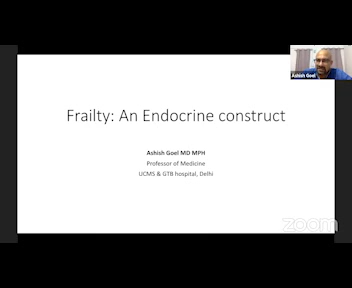 Ashish Goel
Frailty: An Endocrine construct
Ashish Goel MD MPH
Professor of Medicine
UCMS & GTB hospital, Delhi
zoom